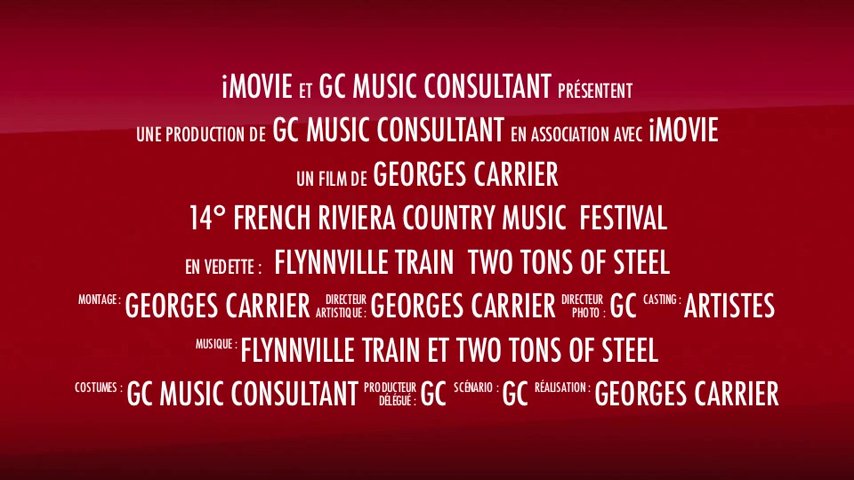 iMOVIE ET GC MUSIC CONSULTANT PRÉSENTENT
UNE PRODUCTION DE GC MUSIC CONSULTANT EN ASSOCIATION AVEC iMOVIE
UN FILM DE GEORGES CARRIER
14° FRENCH RIVIERA COUNTRY MUSIC FESTIVAL
EN VEDETTE : FLYNNVILLE TRAIN TWO TONS OF STEEL
MONTAGE : GEORGES CARRIER DIRECTEUR ARTISTIQUE : GEORGES CARRIER DIRECTEUR PHOTO : GC CASTING : ARTISTES
MUSIQUE : FLYNNVILLE TRAIN ET TWO TONS OF STEEL
COSTUMES : GC MUSIC CONSULTANT PRODUCTEUR DÉLÉGUÉ : GC SCÉNARIO : GC RÉALISATION : GEORGES CARRIER